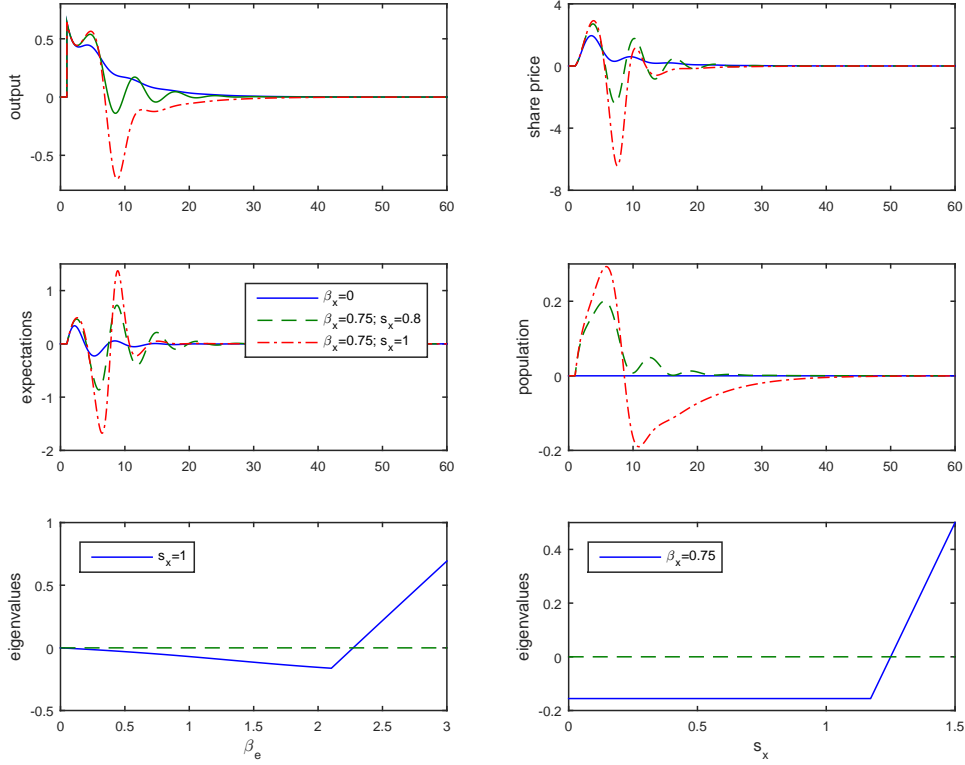 output
0.5
0
-0.5
0 10 20 30 40 50 60
share price
4
0
-4
-8
0 10 20 30 40 50 60
expectations
1
0
-1
-2
0 10 20 30 40 50 60
β_x=0
β_x=0.75; s_x=0.8
β_x=0.75; s_x=1
population
0.2
0
-0.2
0 10 20 30 40 50 60
eigenvalues
1
0.5
0
-0.5
0 0.5 1 1.5 2 2.5 3
s_x=1
β_e
eigenvalues
0.4
0.2
0
-0.2
0 0.5 1 1.5
β_x=0.75
s_x